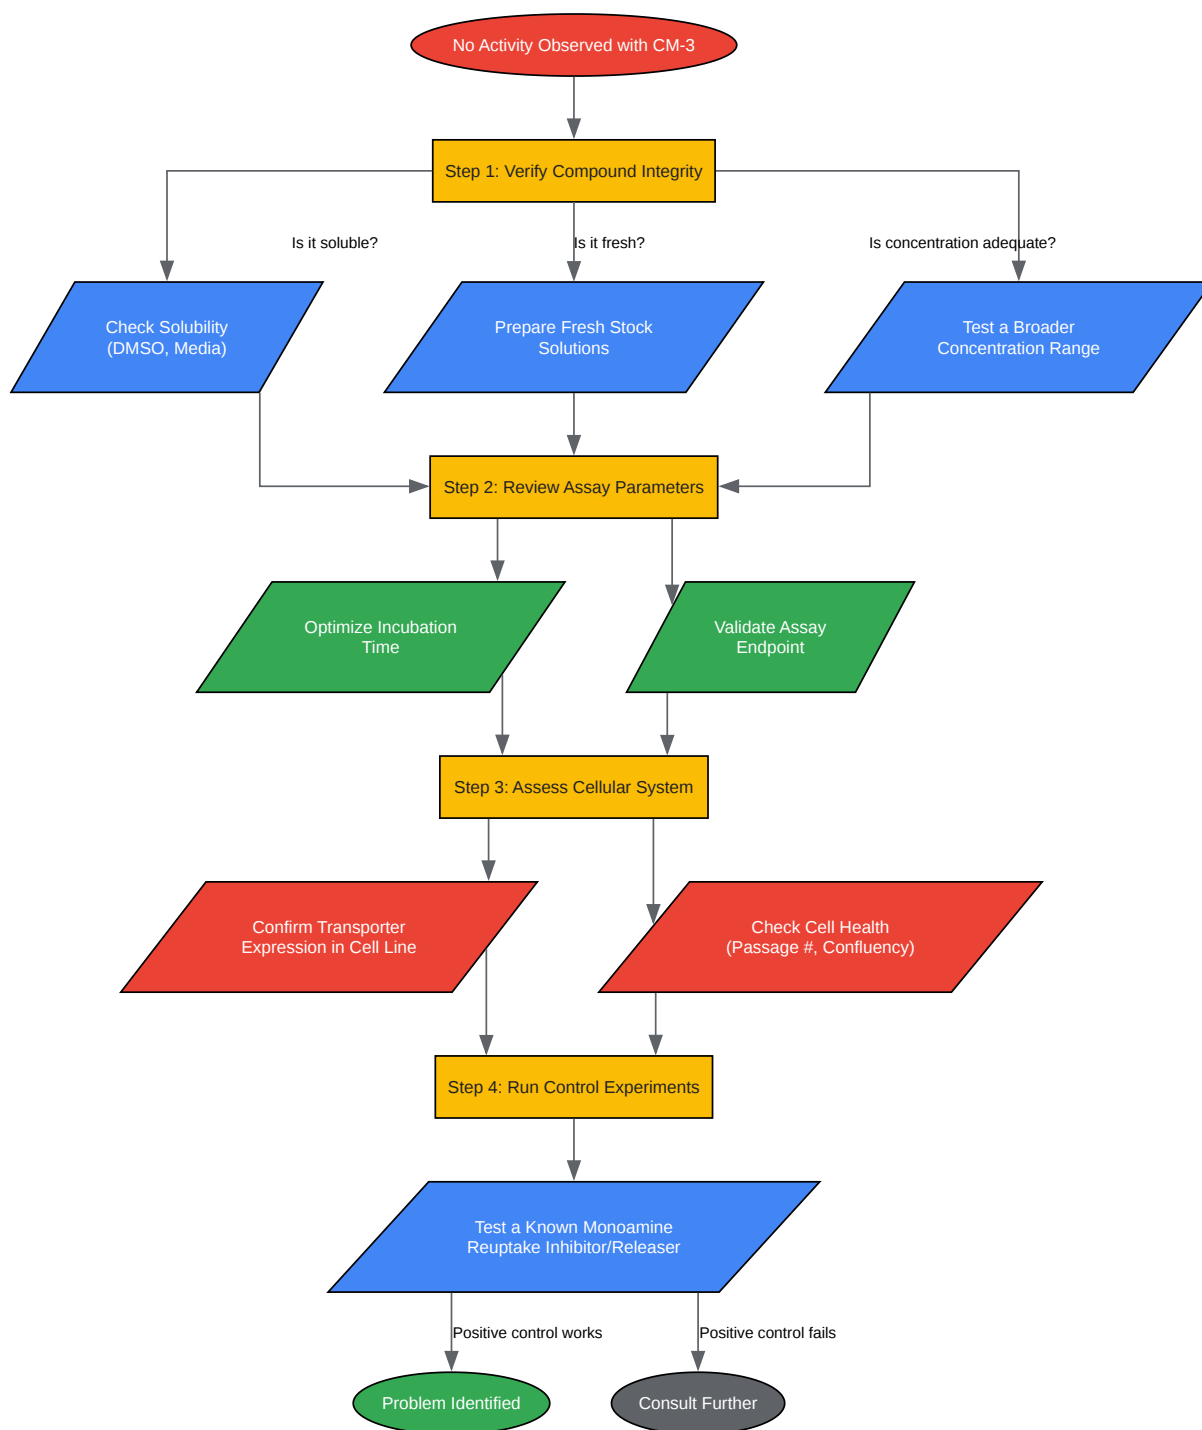 No Activity Observed with CM-3
Step 1: Verify Compound Integrity
Is it soluble?
Is it fresh?
Is concentration adequate?
Check Solubility
(DMSO, Media)
Prepare Fresh Stock
Solutions
Test a Broader
Concentration Range
Step 2: Review Assay Parameters
Optimize Incubation
Time
Validate Assay
Endpoint
Step 3: Assess Cellular System
Confirm Transporter
Expression in Cell Line
Check Cell Health
(Passage #, Confluency)
Step 4: Run Control Experiments
Test a Known Monoamine
Reuptake Inhibitor/Releaser
Positive control works
Positive control fails
Problem Identified
Consult Further